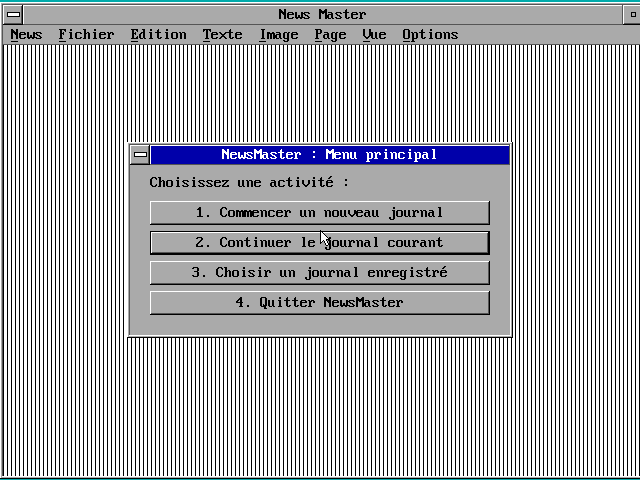 News Master
News Fichier Edition Texte Image Page Vue Options
NewsMaster : Menu principal
Choisissez une activité :
1. Commencer un nouveau journal
2. Continuer le journal courant
3. Choisir un journal enregistré
4. Quitter NewsMaster